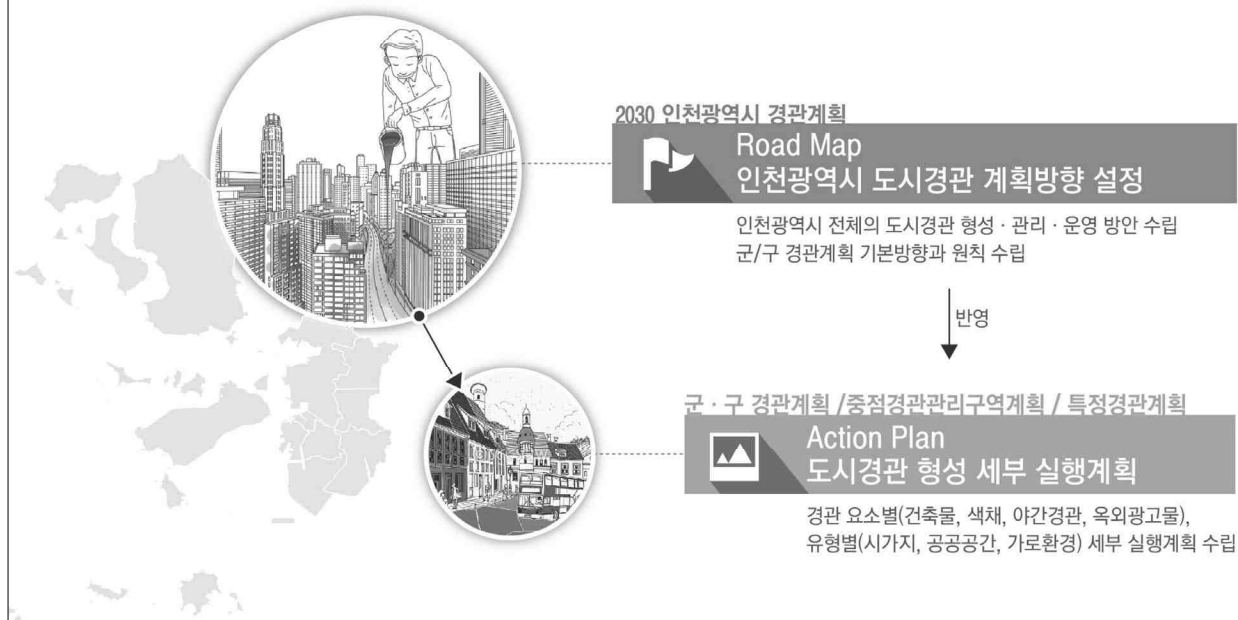 2030 인천광역시 경관계획
Road Map
인천광역시 도시경관 계획방향 설정
인천광역시 전체의 도시경관 형성 · 관리 · 운영 방안 수립
군/구 경관계획 기본방향과 원칙 수립
반영
군 · 구 경관계획 /중점경관관리구역계획 / 특정경관계획
Action Plan
도시경관 형성 세부 실행계획
경관 요소별(건축물, 색채, 야간경관, 옥외광고물),
유형별(시가지, 공공공간, 가로환경) 세부 실행계획 수립